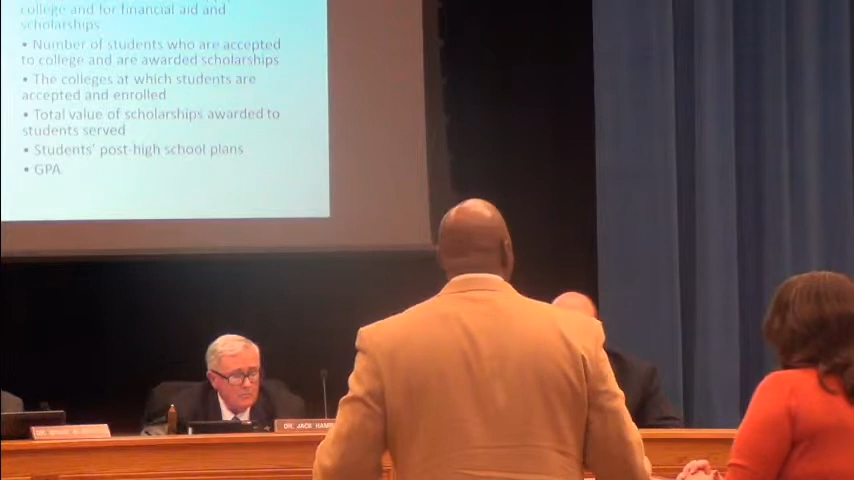 college and for financial aid and
scholarships
• Number of students who are accepted
to college and are awarded scholarships
• The colleges at which students are
accepted and enrolled
• Total value of scholarships awarded to
students served
• Students' post-high school plans
• GPA
DR. JACK